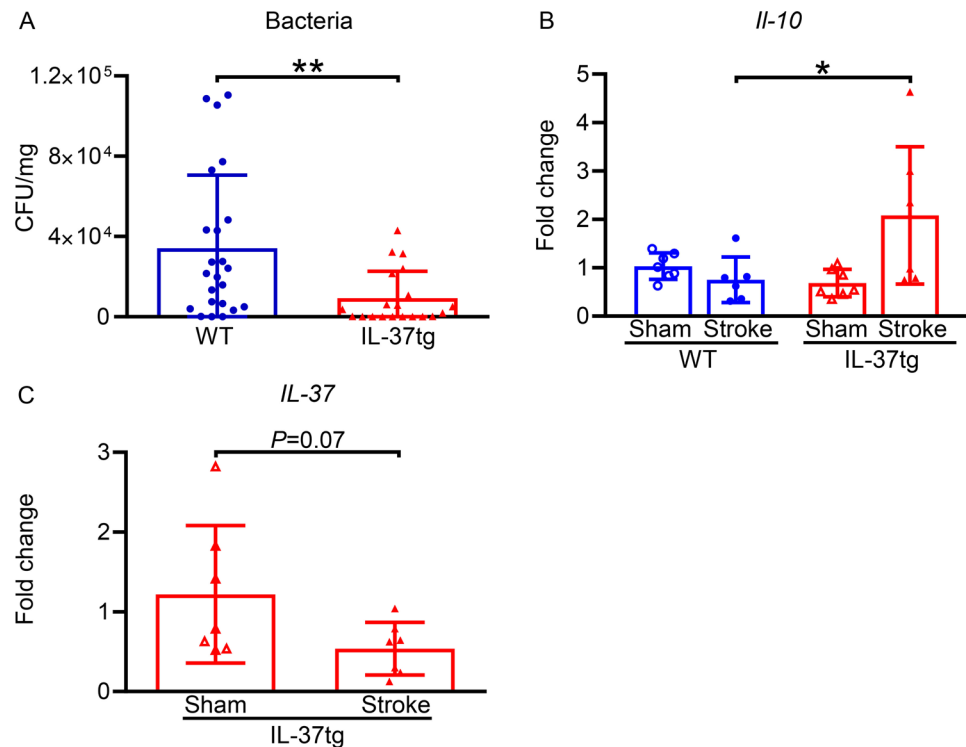 A
Bacteria
**
1.2×10⁵
8×10⁴
4×10⁴
0
CFU/mg
WT
IL-37tg
B
Il-10
*
5
4
3
2
1
0
Fold change
Sham Stroke Sham Stroke
WT
IL-37tg
C
IL-37
P=0.07
3
2
1
0
Fold change
Sham Stroke
IL-37tg